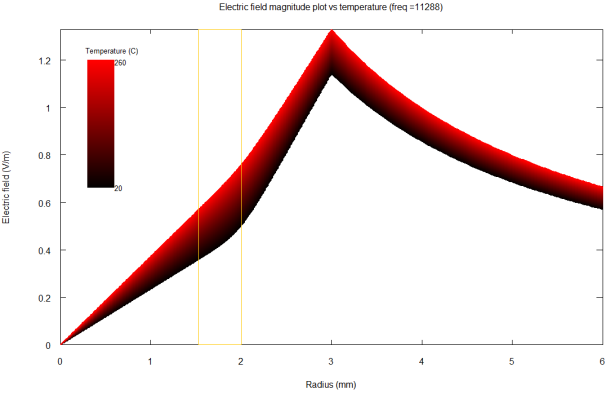 Electric field magnitude plot vs temperature (freq =11288)
Temperature (C)
260
20
1.2
1
0.8
0.6
0.4
0.2
0
Electric field (V/m)
0 1 2 3 4 5 6
Radius (mm)